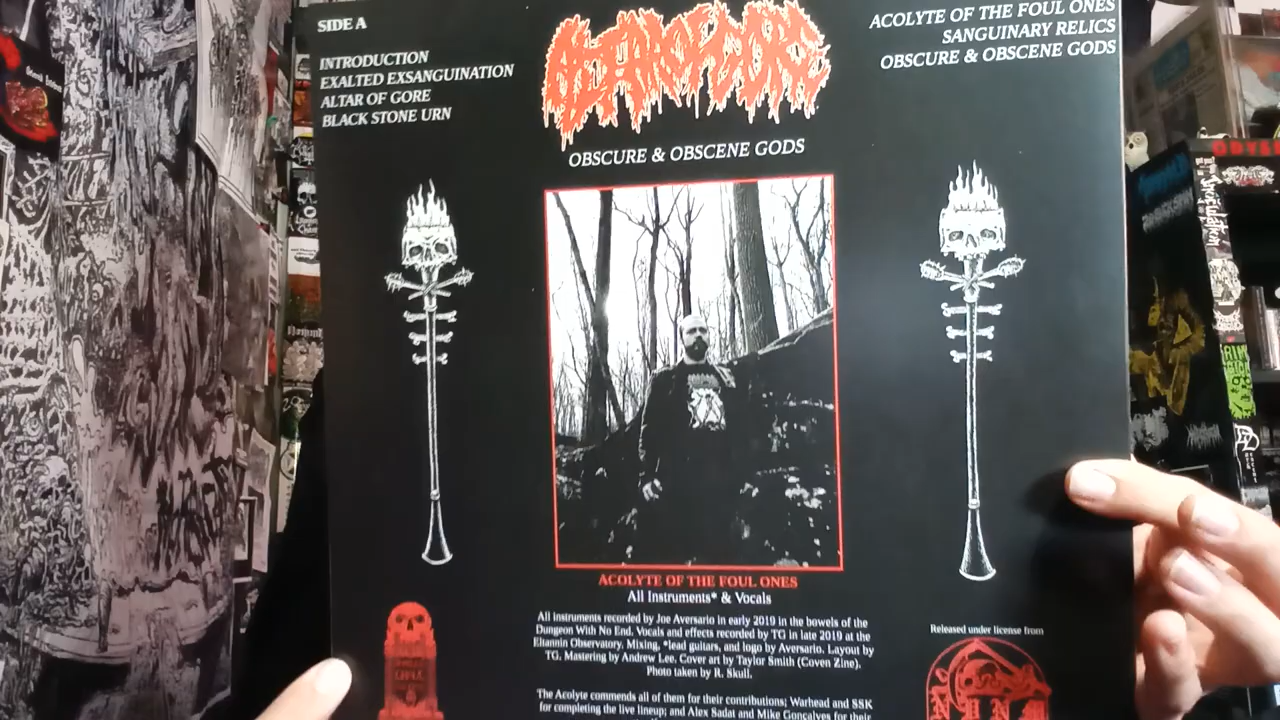 SIDE A
INTRODUCTION
EXALTED EXSANGUINATION
ALTAR OF GORE
BLACK STONE URN
ALTAR OF GORE
OBSCURE & OBSCENE GODS
ACOLYTE OF THE FOUL ONES
SANGUINARY RELICS
OBSCURE & OBSCENE GODS
ACOLYTE OF THE FOUL ONES
All Instruments* & Vocals
All instruments recorded by Joe Aversario in early 2019 in the bowels of the
Dungeon With No End. Vocals and effects recorded by TG in late 2019 at the
Eltannin Observatory. Mixing, *lead guitars, and logo by Aversario. Layout by
TG. Mastering by Andrew Lee. Cover art by Taylor Smith (Coven Zine).
Photo taken by R. Skull.
The Acolyte commends all of them for their contributions; Warhead and SSK
for completing the live lineup; and Alex Sadat and Mike Goncalves for their
Released under license from